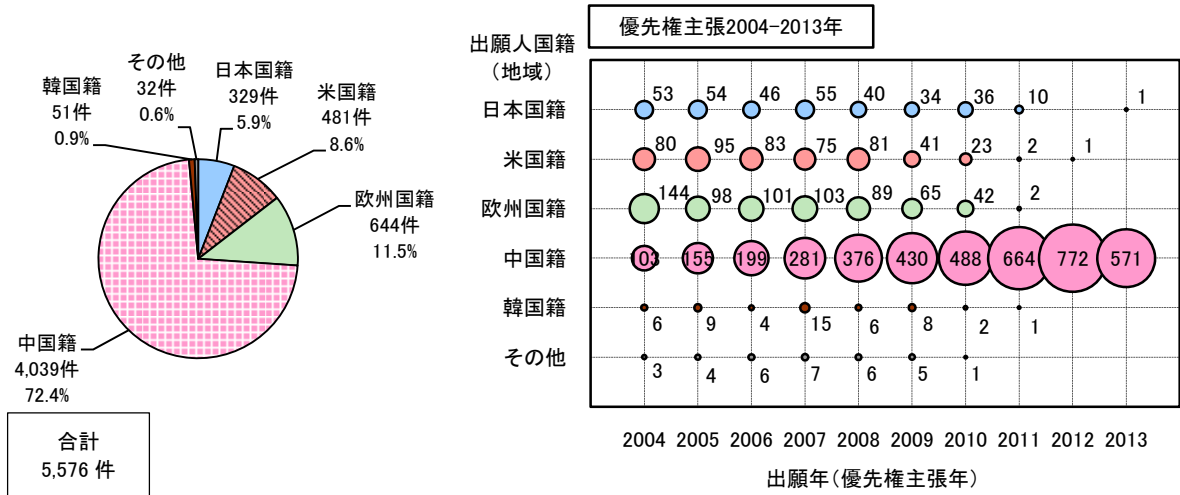 韓国籍
51件
0.9%
その他
32件
0.6%
日本国籍
329件
5.9%
米国籍
481件
8.6%
欧州国籍
644件
11.5%
中国籍
4,039件
72.4%
合計
5,576 件
優先権主張2004-2013年
出願人国籍
(地域)
日本国籍 53 54 46 55 40 34 36 10 1
米国籍 80 95 83 75 81 41 23 2 1
欧州国籍 144 98 101 103 89 65 42 2
中国籍 103 155 199 281 376 430 488 664 772 571
韓国籍 6 9 4 15 6 8 2 1
その他 3 4 6 7 6 5 1
2004 2005 2006 2007 2008 2009 2010 2011 2012 2013
出願年(優先権主張年)